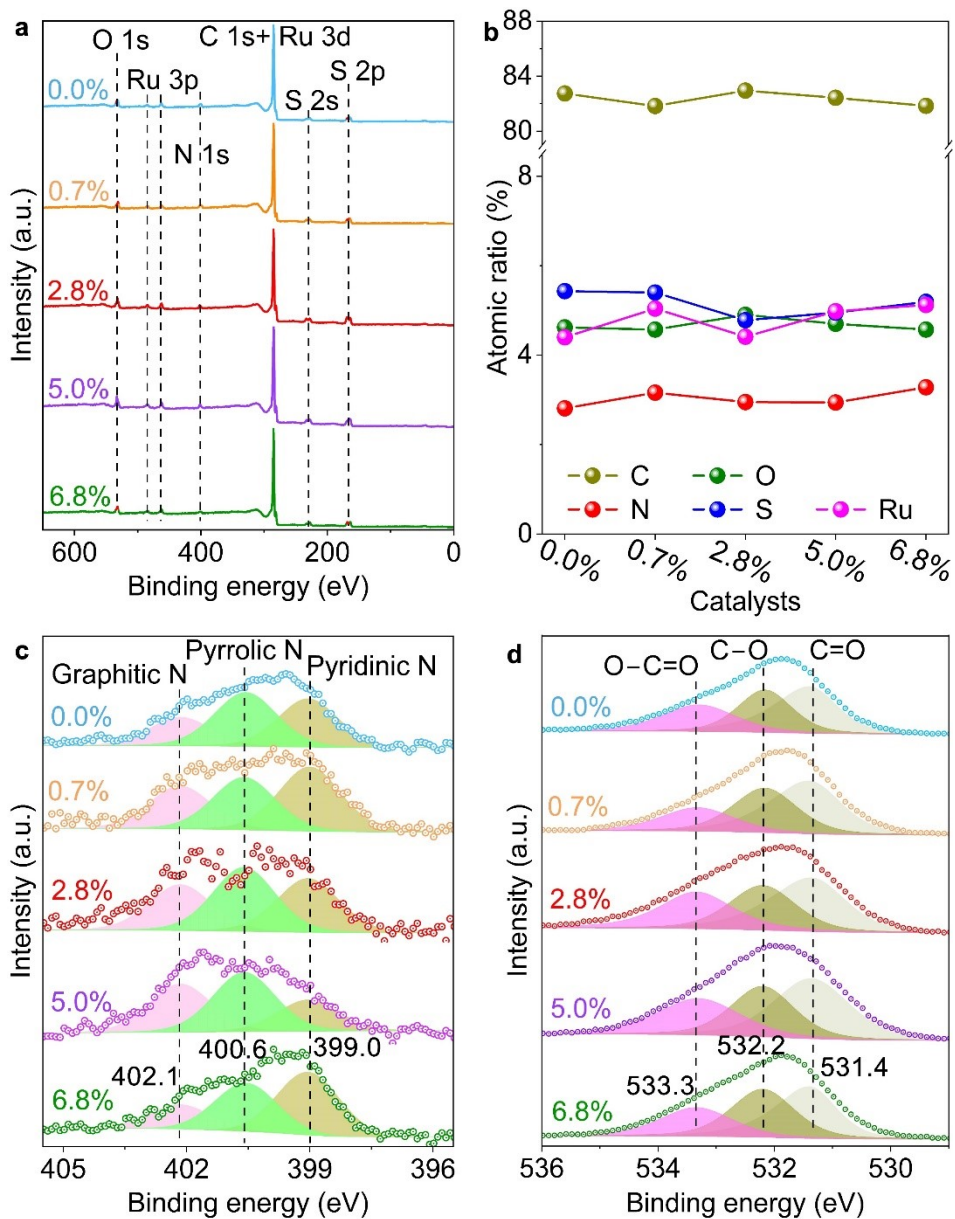 a
O 1s
C 1s+ Ru 3d
Ru 3p
S 2p
S 2s
N 1s
0.0%
0.7%
2.8%
5.0%
6.8%
Intensity (a.u.)
600
400
200
0
Binding energy (eV)
b
88
84
80
8
4
0
Atomic ratio (%)
C
O
N
S
Ru
0.0%
0.7%
2.8%
5.0%
6.8%
Catalysts
c
Graphitic N
Pyrrolic N
Pyridinic N
0.0%
0.7%
2.8%
5.0%
6.8%
402.1
400.6
399.0
Intensity (a.u.)
405
402
399
396
Binding energy (eV)
d
O−C=O
C−O
C=O
0.0%
0.7%
2.8%
5.0%
6.8%
533.3
532.2
531.4
Intensity (a.u.)
536
534
532
530
Binding energy (eV)